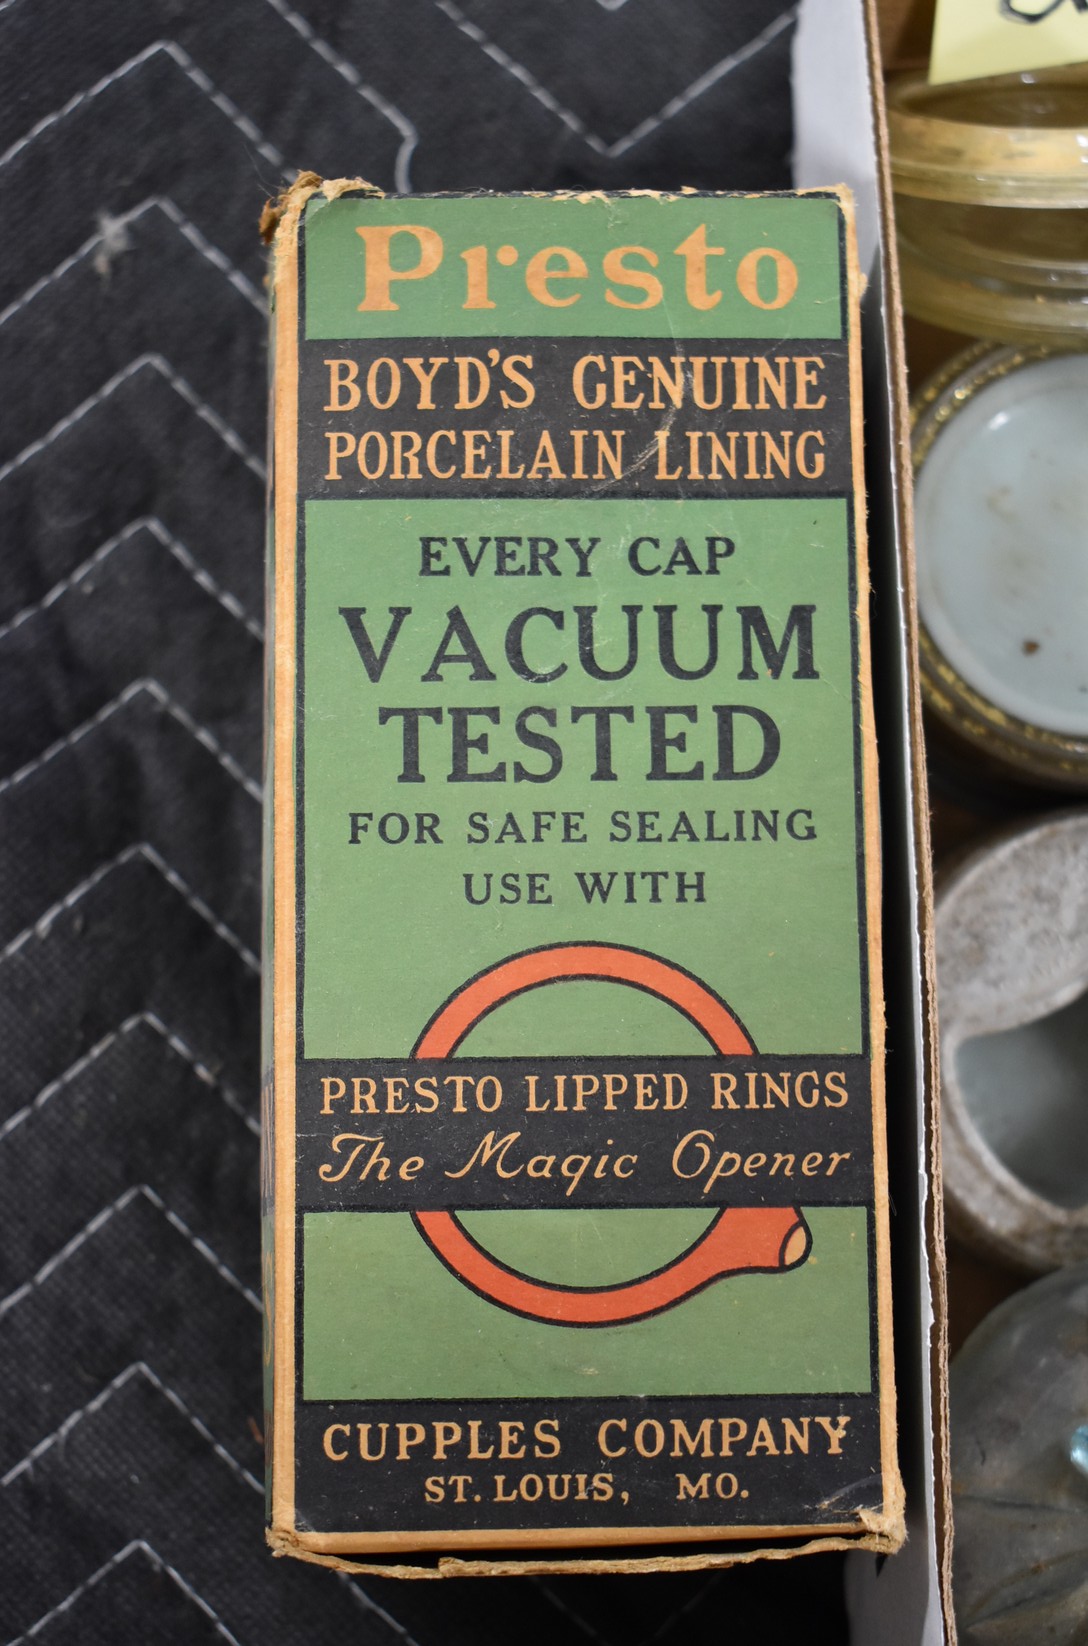 Presto
BOYD'S GENUINE
PORCELAIN LINING
EVERY CAP
VACUUM
TESTED
FOR SAFE SEALING
USE WITH
PRESTO LIPPED RINGS
The Magic Opener
CUPPLES COMPANY
ST. LOUIS, MO.